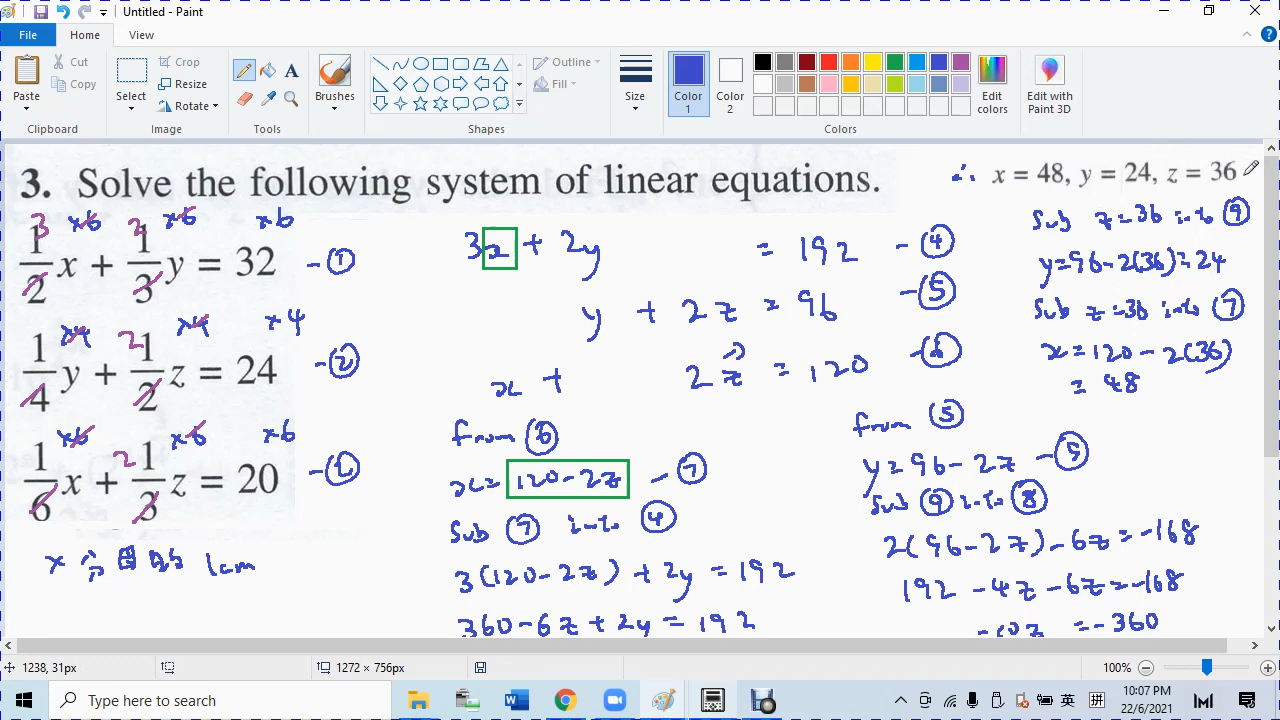 Untitled - Paint
File Home View
Paste Cut Copy Clipboard
Select Crop Resize Rotate Image
Tools
Brushes
Outline Fill Shapes
Size
Color 1 Color 2 Edit colors Colors
Edit with Paint 3D
3. Solve the following system of linear equations.
1/2 x + 1/3 y = 32 -①
×6 ×6 ×6
3 2
1/4 y + 1/2 z = 24 -②
×4 ×4 ×4
2
1/6 x + 1/3 z = 20
×6 ×6 ×6
2
× 分母的 lcm
3x + 2y = 192 -④
y + 2z = 96 -⑤
x + 2z = 120 -⑥
from ⑥
x = 120-2z -⑦
Sub ⑦ into ④
3(120-2z) + 2y = 192
360-6z + 2y = 192
from ⑤
y = 96-2z -⑨
Sub ⑨ into ⑧
2(96-2z)-6z=-168
192-4z-6z=-168
-10z =-360
∴ x = 48, y = 24, z = 36
Sub z=36 into ⑨
y=96-2(36)=24
Sub z=36 into ⑦
x=120-2(36)
= 48
1238, 31px
1272 × 756px
100%
Type here to search
英 拼
10:07 PM
22/6/2021